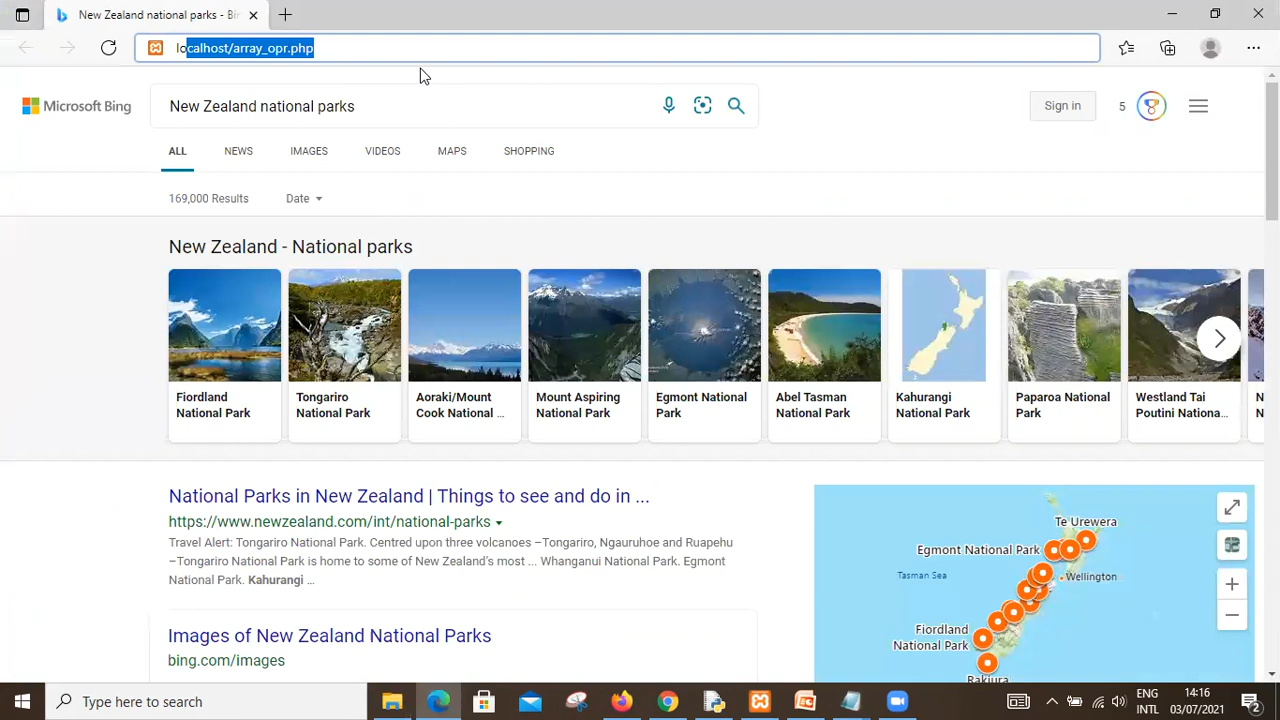 New Zealand national parks - Bin
localhost/array_opr.php
Microsoft Bing
New Zealand national parks
Sign in
5
ALL
NEWS
IMAGES
VIDEOS
MAPS
SHOPPING
169,000 Results
Date
New Zealand - National parks
Fiordland
National Park
Tongariro
National Park
Aoraki/Mount
Cook National ...
Mount Aspiring
National Park
Egmont National
Park
Abel Tasman
National Park
Kahurangi
National Park
Paparoa National
Park
Westland Tai
Poutini Nationa...
National Parks in New Zealand | Things to see and do in ...
https://www.newzealand.com/int/national-parks
Travel Alert: Tongariro National Park. Centred upon three volcanoes –Tongariro, Ngauruhoe and Ruapehu
–Tongariro National Park is home to some of New Zealand's most ... Whanganui National Park. Egmont
National Park. Kahurangi ...
Images of New Zealand National Parks
bing.com/images
Te Urewera
Egmont National Park
Tasman Sea
Wellington
Fiordland
National Park
Rakiura
Type here to search
ENG
INTL
14:16
03/07/2021
2